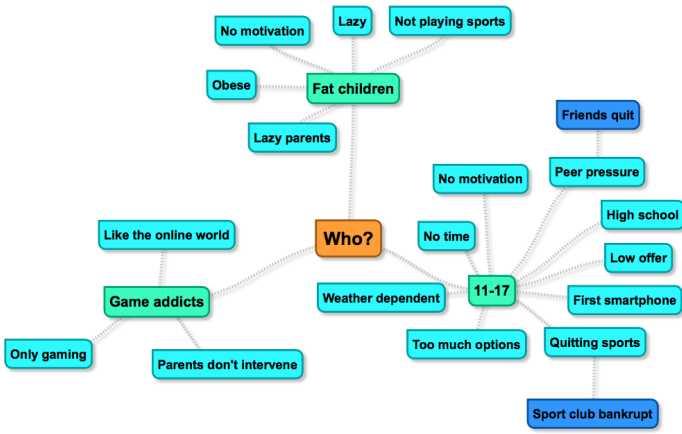 Lazy
Not playing sports
No motivation
Obese
Fat children
Lazy parents
Friends quit
Peer pressure
No motivation
High school
Like the online world
No time
Who?
Low offer
Weather dependent
11-17
First smartphone
Game addicts
Only gaming
Parents don't intervene
Too much options
Quitting sports
Sport club bankrupt